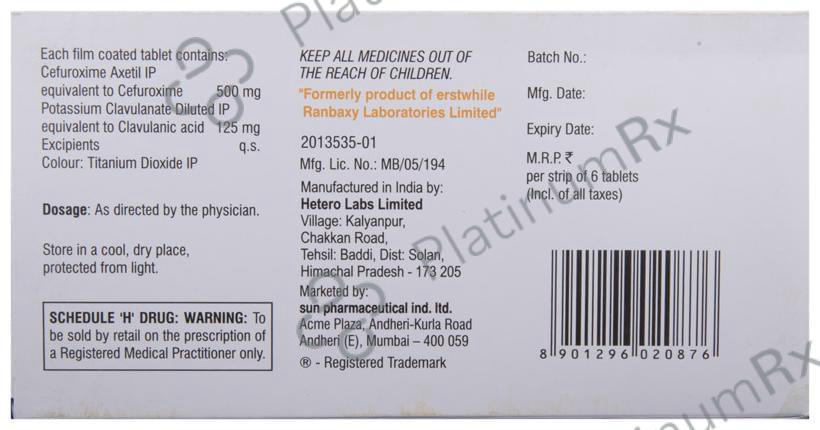 Each film coated tablet contains:
Cefuroxime Axetil IP
equivalent to Cefuroxime 500 mg
Potassium Clavulanate Diluted IP
equivalent to Clavulanic acid 125 mg
Excipients q.s.
Colour: Titanium Dioxide IP
Dosage: As directed by the physician.
Store in a cool, dry place,
protected from light.
SCHEDULE 'H' DRUG: WARNING: To
be sold by retail on the prescription of
a Registered Medical Practitioner only.
KEEP ALL MEDICINES OUT OF
THE REACH OF CHILDREN.
"Formerly product of erstwhile
Ranbaxy Laboratories Limited"
2013535-01
Mfg. Lic. No.: MB/05/194
Manufactured in India by:
Hetero Labs Limited
Village: Kalyanpur,
Chakkan Road,
Tehsil: Baddi, Dist: Solan,
Himachal Pradesh - 173 205
Marketed by:
sun pharmaceutical ind. ltd.
Acme Plaza, Andheri-Kurla Road
Andheri (E), Mumbai – 400 059
® - Registered Trademark
Batch No.:
Mfg. Date:
Expiry Date:
M.R.P. ₹
per strip of 6 tablets
(Incl. of all taxes)
8 901296 020876
PlatinumRx
PlatinumRx
PlatinumRx